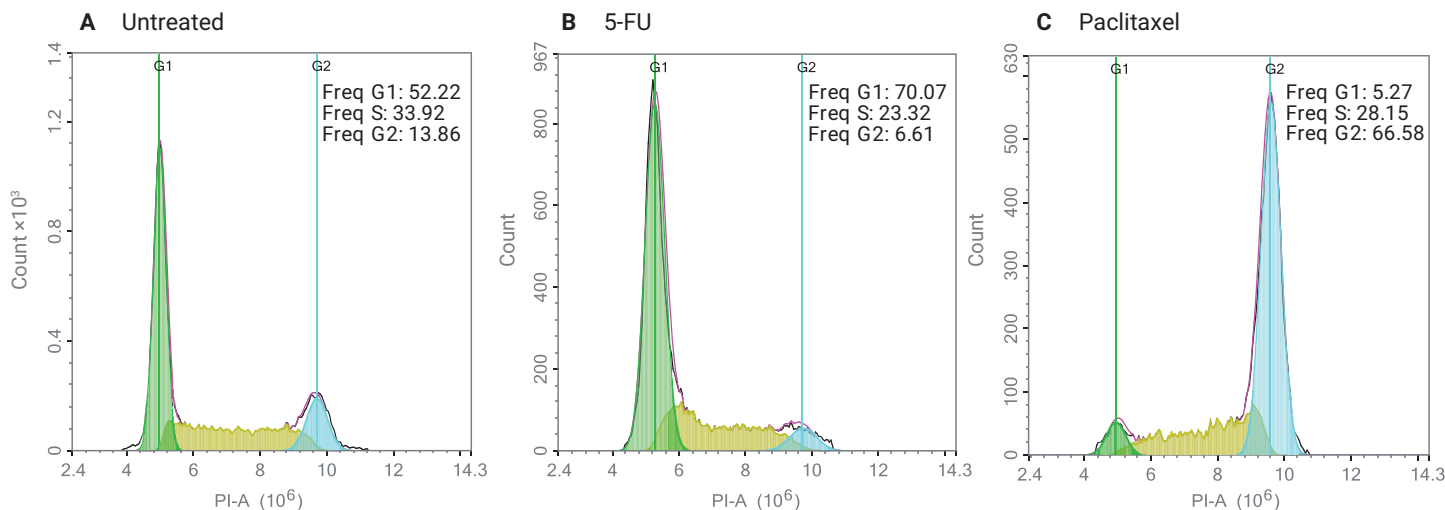 A Untreated
1.4
1.2
0.8
0.4
0
Count ×10³
G1
G2
Freq G1: 52.22
Freq S: 33.92
Freq G2: 13.86
2.4 4 6 8 10 12 14.3
PI-A (10⁶)
B 5-FU
967
800
600
400
200
0
Count
G1
G2
Freq G1: 70.07
Freq S: 23.32
Freq G2: 6.61
2.4 4 6 8 10 12 14.3
PI-A (10⁶)
C Paclitaxel
630
500
400
300
200
100
0
Count
G1
G2
Freq G1: 5.27
Freq S: 28.15
Freq G2: 66.58
2.4 4 6 8 10 12 14.3
PI-A (10⁶)